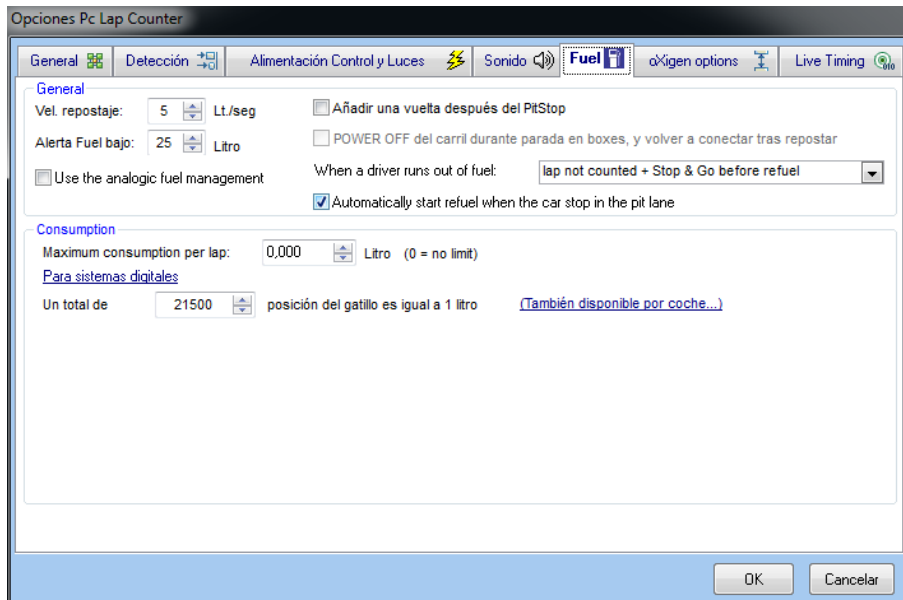 Opciones Pc Lap Counter
General Detección Alimentación Control y Luces Sonido Fuel oXigen options Live Timing
General
Vel. repostaje: 5 Lt./seg Añadir una vuelta después del PitStop
Alerta Fuel bajo: 25 Litro POWER OFF del carril durante parada en boxes, y volver a conectar tras repostar
Use the analogic fuel management When a driver runs out of fuel: lap not counted + Stop & Go before refuel
Automatically start refuel when the car stop in the pit lane
Consumption
Maximum consumption per lap: 0,000 Litro (0 = no limit)
Para sistemas digitales
Un total de 21500 posición del gatillo es igual a 1 litro (También disponible por coche...)
OK Cancelar